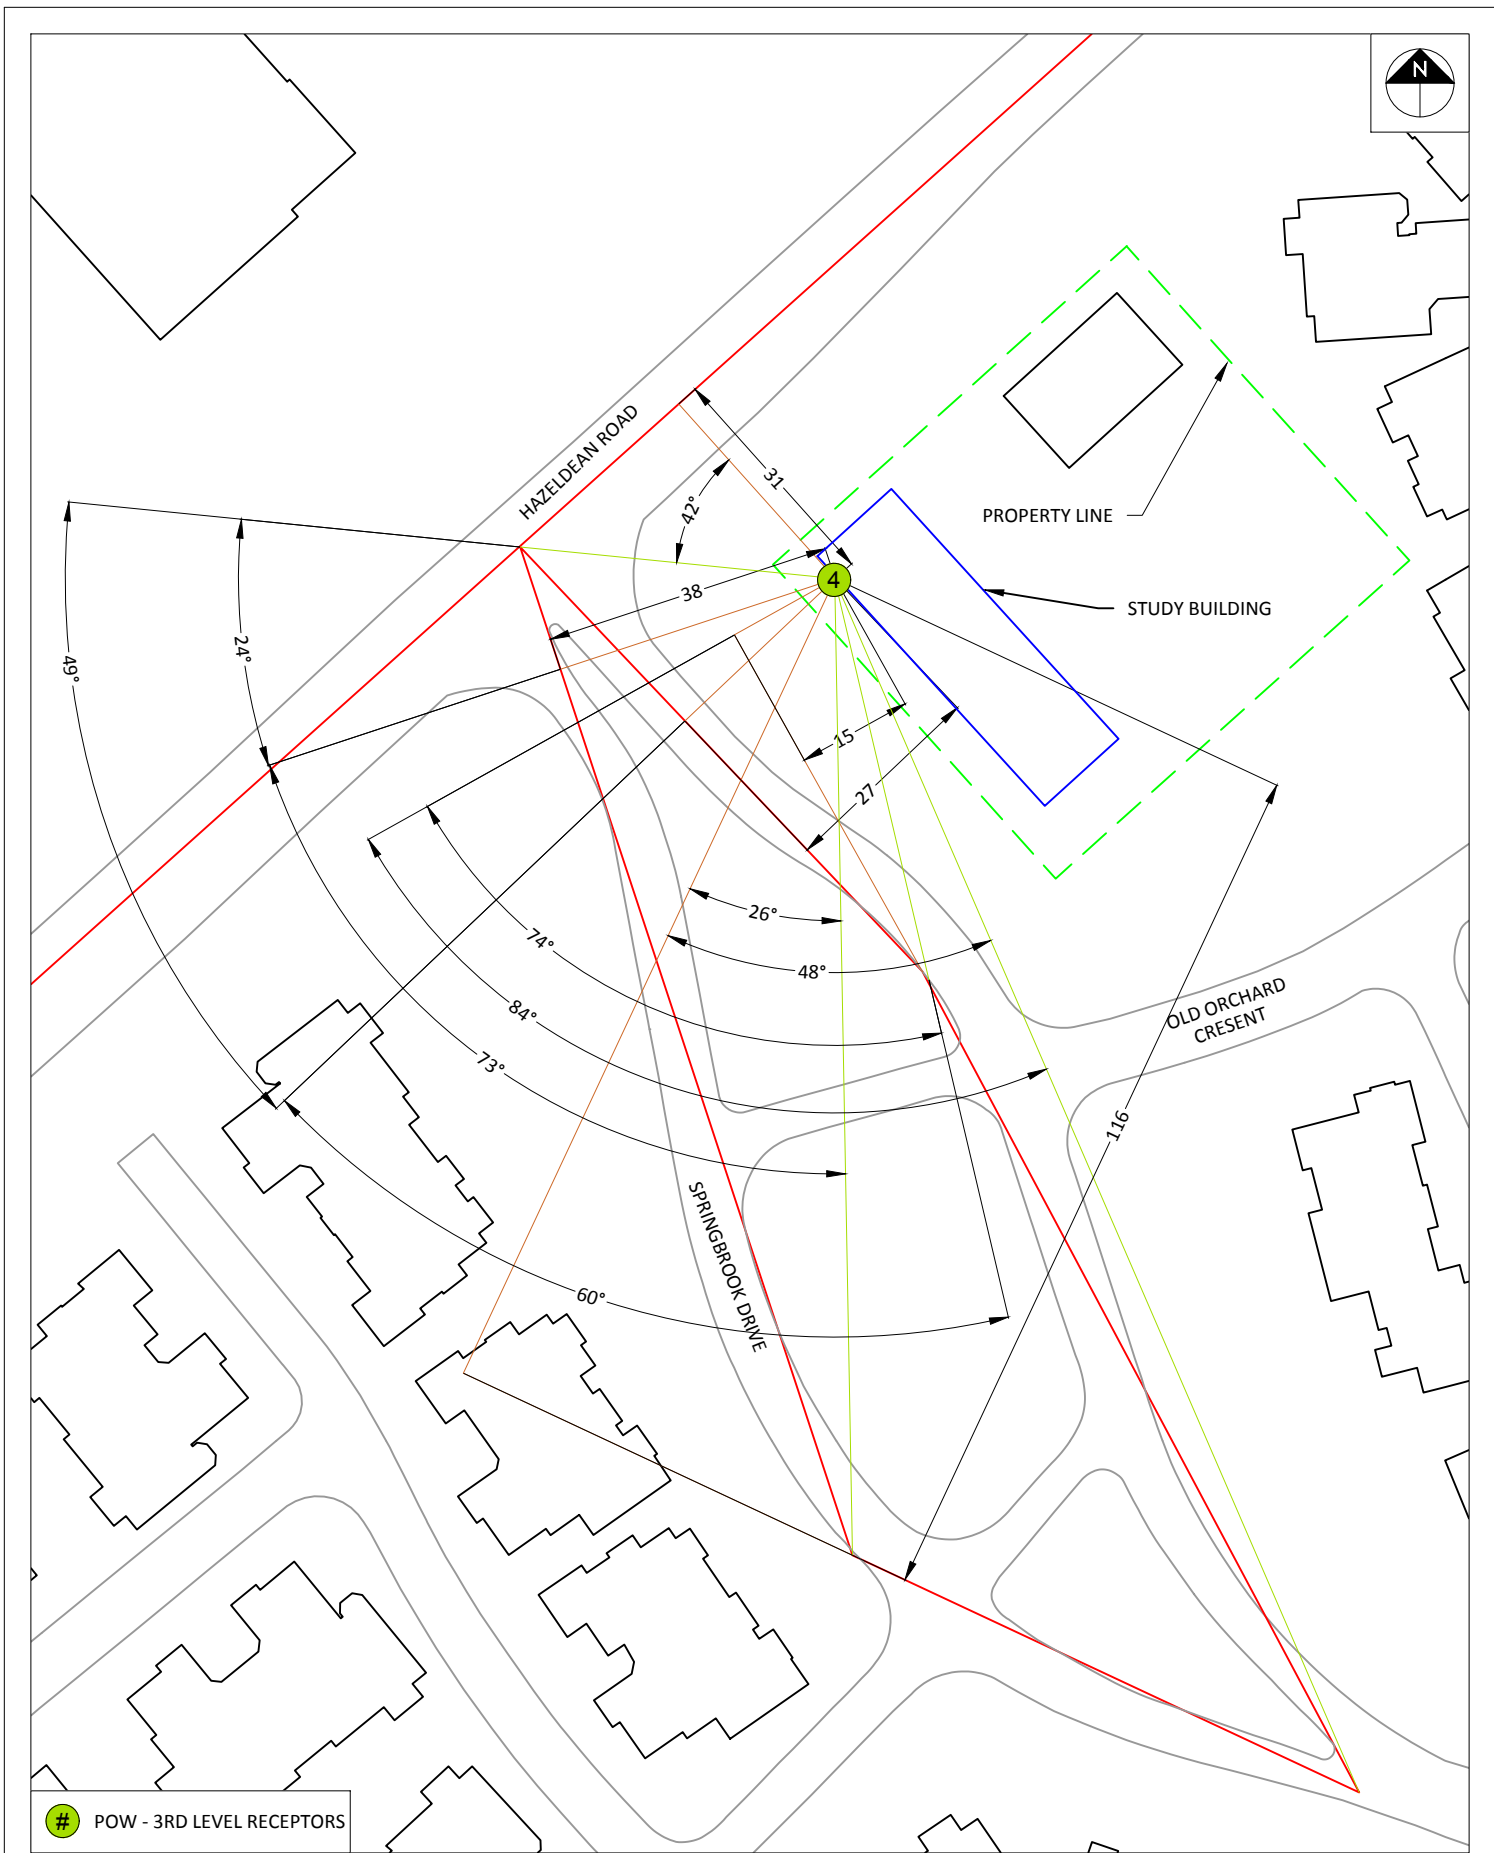 N
HAZELDEAN ROAD
31
42°
PROPERTY LINE
4
38
STUDY BUILDING
24°
49°
15
27
26°
74°
48°
84°
OLD ORCHARD
CRESENT
73°
116
SPRINGBROOK DRIVE
60°
# POW - 3RD LEVEL RECEPTORS